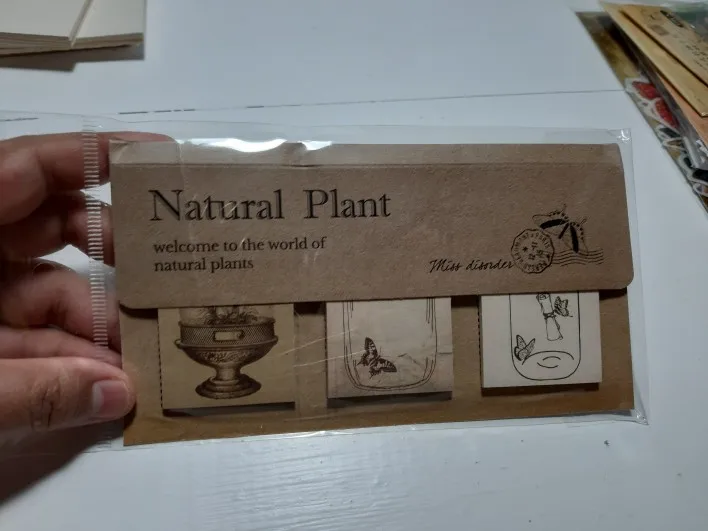 Natural Plant
welcome to the world of
natural plants
Miss disorder